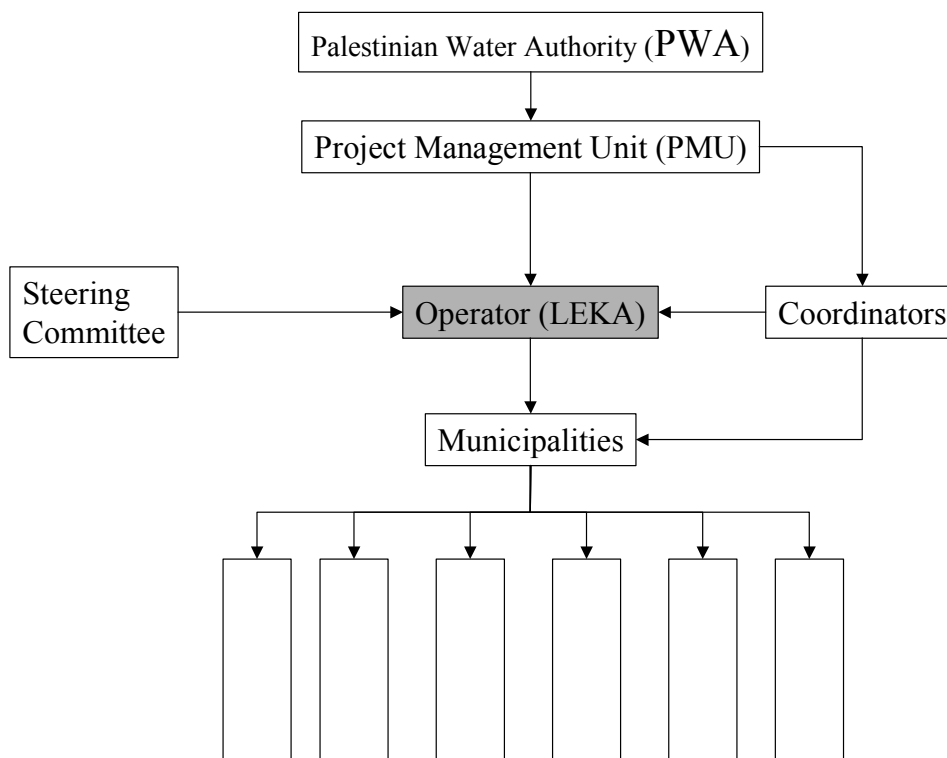 Palestinian Water Authority (PWA)
Project Management Unit (PMU)
Steering
Committee
Operator (LEKA)
Coordinators
Municipalities